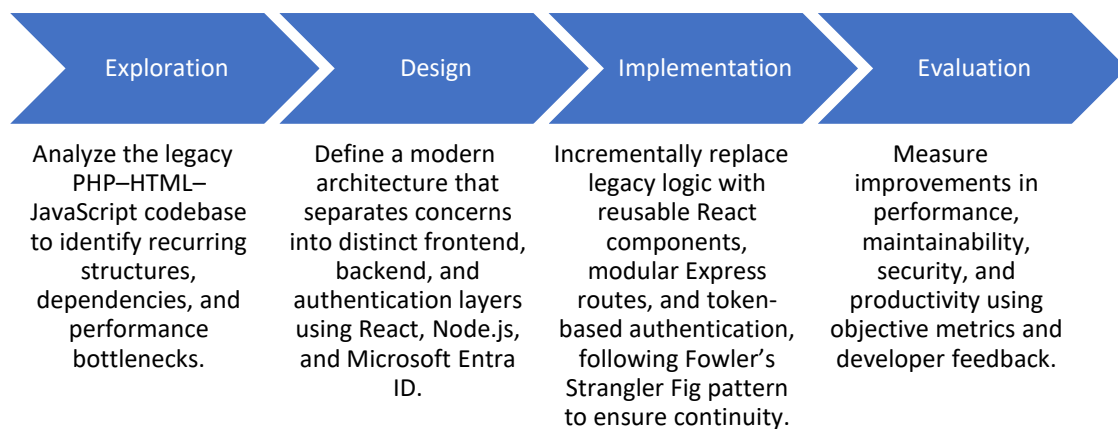 Exploration
Analyze the legacy
PHP–HTML–
JavaScript codebase
to identify recurring
structures,
dependencies, and
performance
bottlenecks.
Design
Define a modern
architecture that
separates concerns
into distinct frontend,
backend, and
authentication layers
using React, Node.js,
and Microsoft Entra
ID.
Implementation
Incrementally replace
legacy logic with
reusable React
components,
modular Express
routes, and token-
based authentication,
following Fowler’s
Strangler Fig pattern
to ensure continuity.
Evaluation
Measure
improvements in
performance,
maintainability,
security, and
productivity using
objective metrics and
developer feedback.